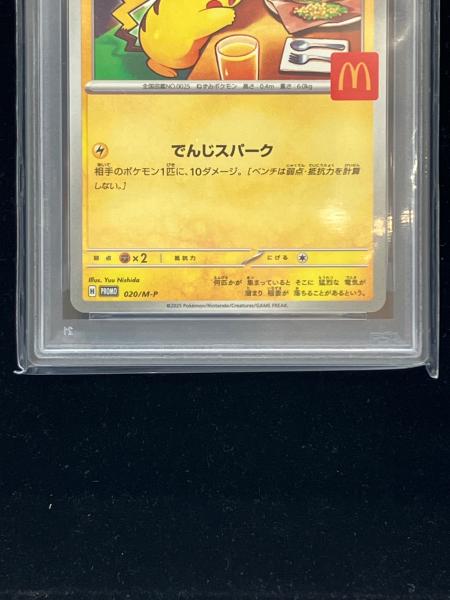 全国図鑑NO.0025 ねずみポケモン 高さ:0.4m 重さ:6.0kg
でんじスパーク
相手のポケモン1匹に、10ダメージ。[ベンチは弱点・抵抗力を計算
しない。]
弱点 ×2 抵抗力 にげる
Illus. Yuu Nishida
H PROMO 020/M-P
何匹かが 集まっていると そこに 猛烈な 電気が
溜まり 稲妻が 落ちることがあるという。
©2025 Pokémon/Nintendo/Creatures/GAME FREAK.